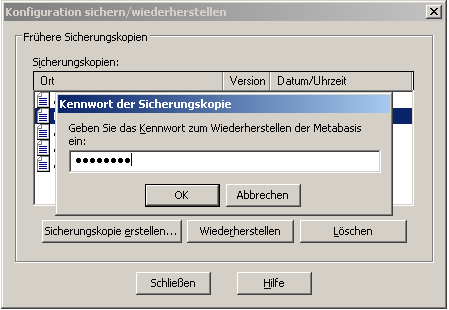 Konfiguration sichern/wiederherstellen
Frühere Sicherungskopien
Sicherungskopien:
Ort Version Datum/Uhrzeit
Kennwort der Sicherungskopie
Geben Sie das Kennwort zum Wiederherstellen der Metabasis
ein:
●●●●●●●●
OK Abbrechen
Sicherungskopie erstellen... Wiederherstellen Löschen
Schließen Hilfe